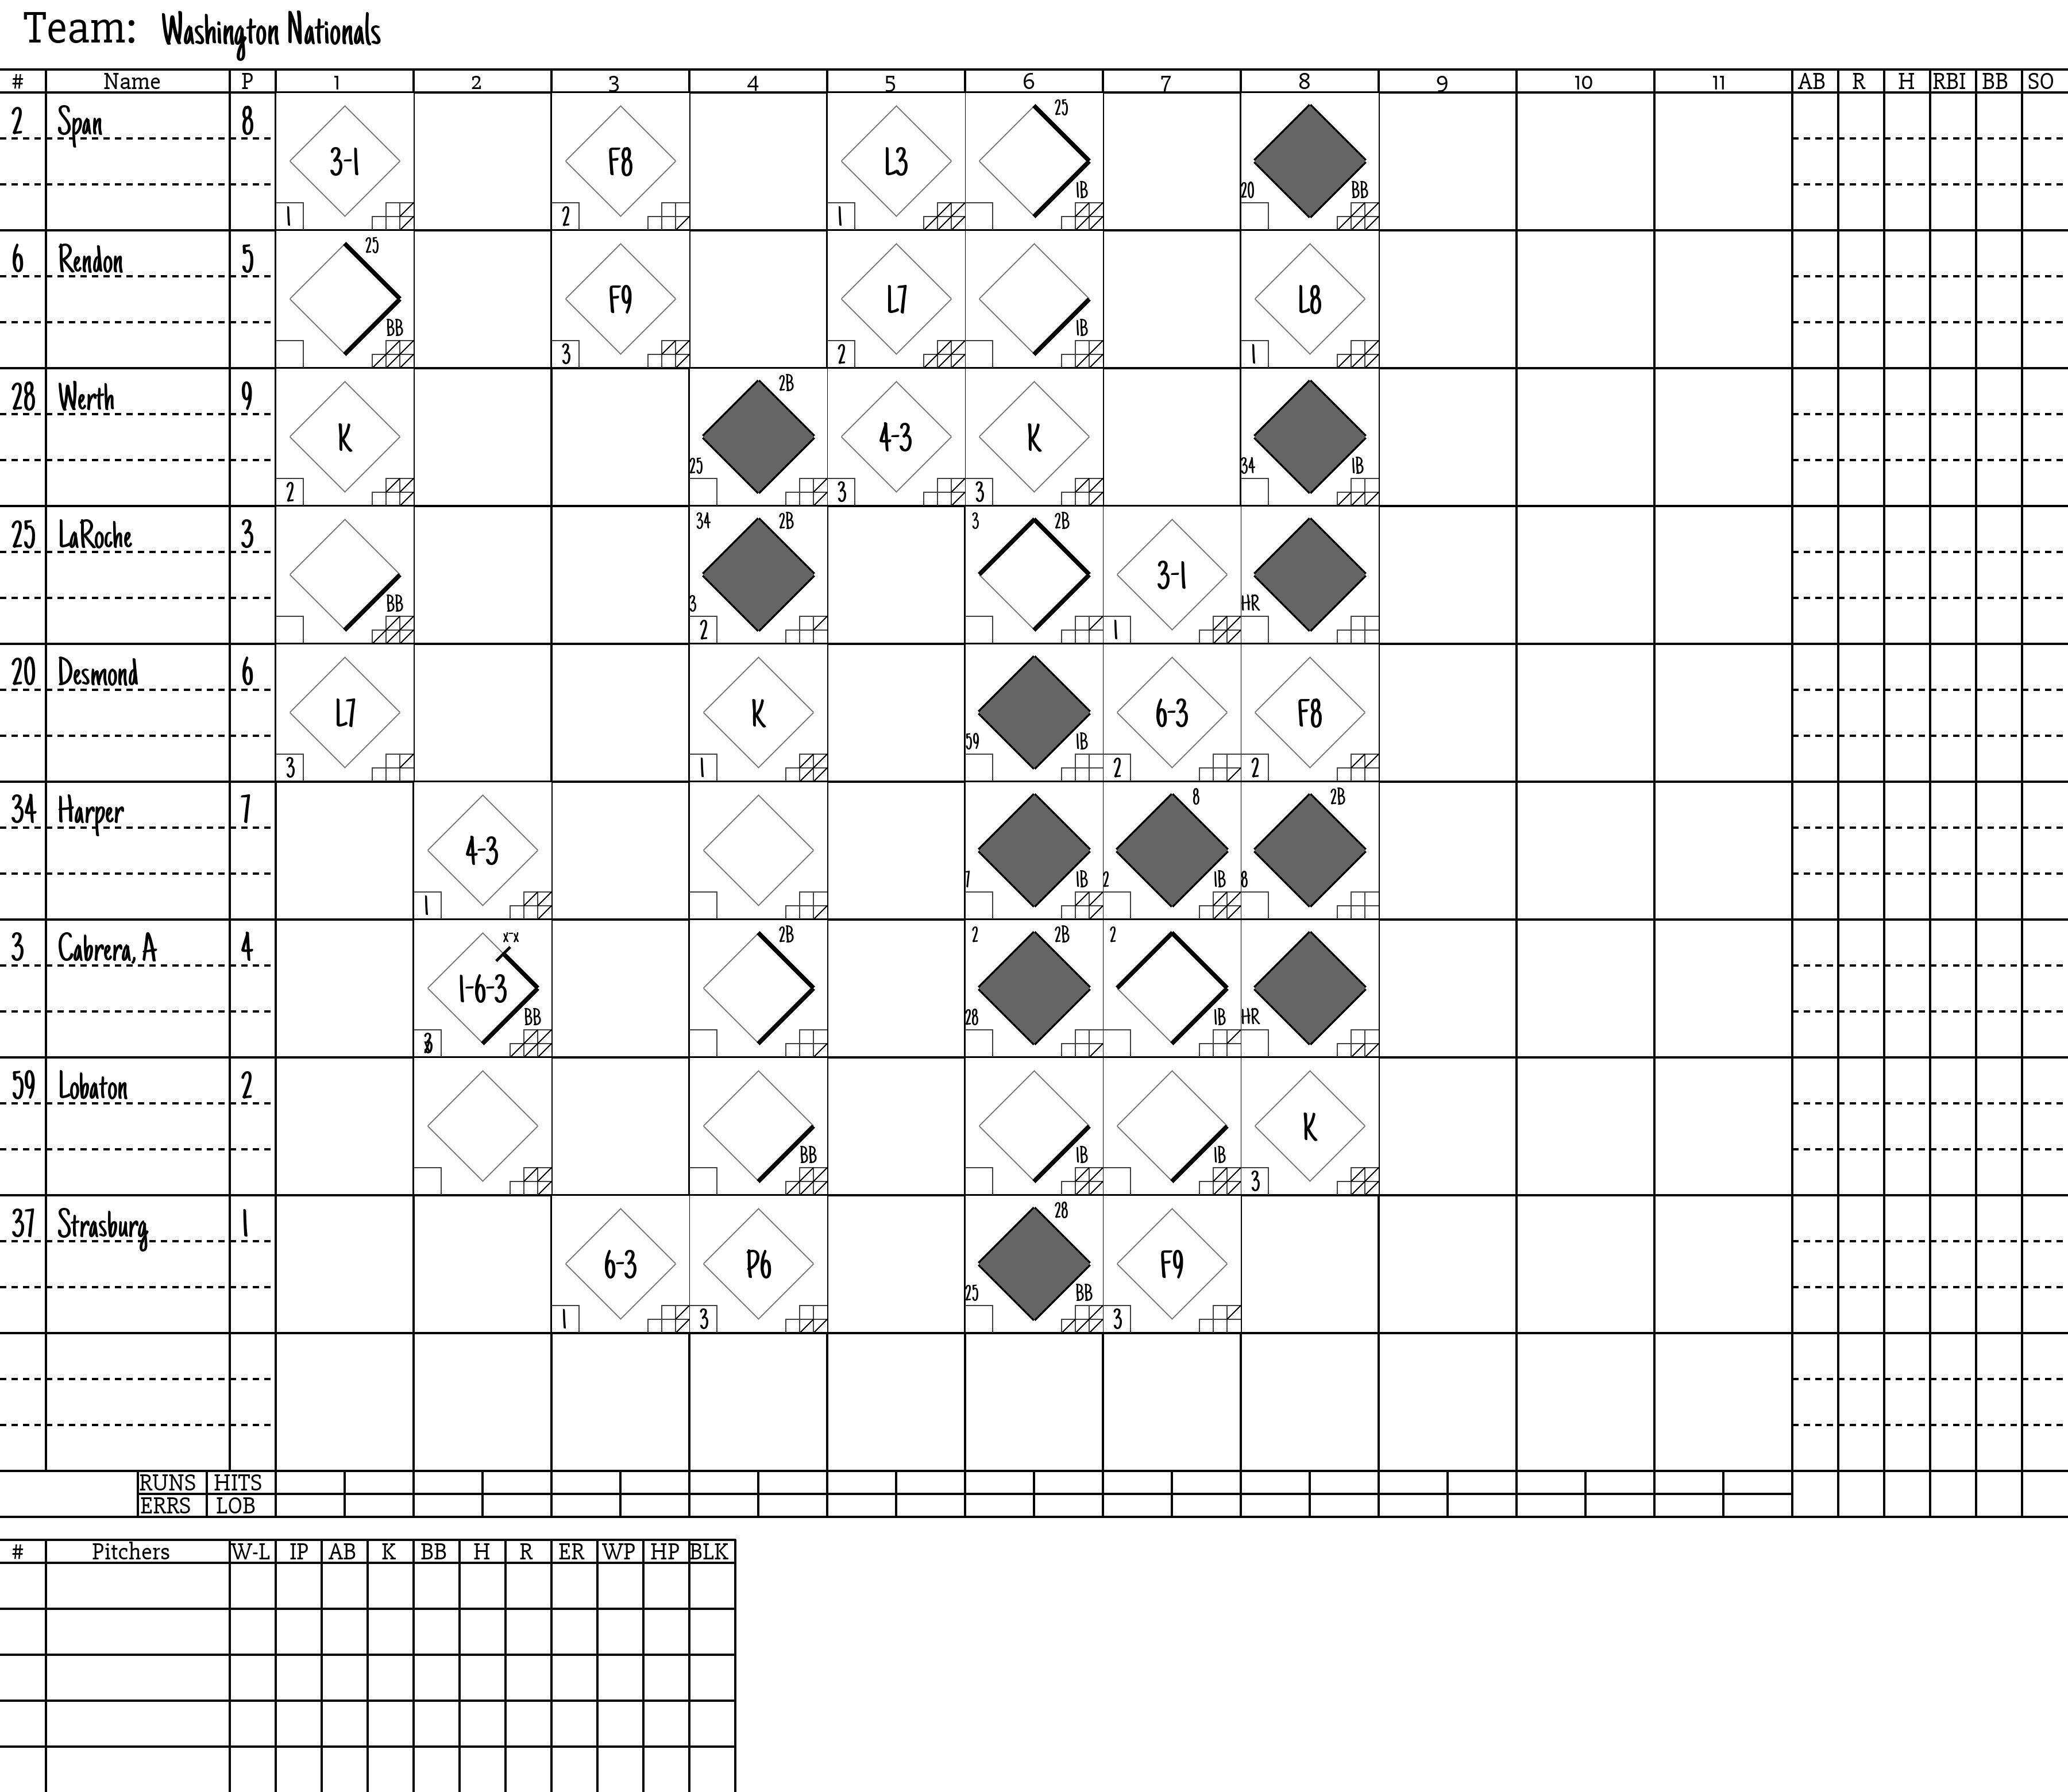 Team: Washington Nationals
# Name P 1 2 3 4 5 6 7 8 9 10 11 AB R H RBI BB SO
25
2 Span 8 3-1 F8 L3
1B 20 BB
1 2 1
25
6 Rendon 5 F9 L7 L8
BB 1B
3 2 1
2B
28 Werth 9 K 4-3 K
25 34 1B
2 3 3
34 2B 3 2B
25 LaRoche 3 3-1
BB 3 HR
2 1
20 Desmond 6 L7 K 6-3 F8
59 1B
3 1 2 2
8 2B
34 Harper 7 4-3
7 1B 2 1B 8
1
x-x 2B 2 2B 2
3 Cabrera, A 4 1-6-3
BB 28 1B HR
59 Lobaton 2 K
BB 1B 1B
3
28
37 Strasburg 1 6-3 P6 F9
25 BB
1 3 3
RUNS HITS
ERRS LOB
# Pitchers W-L IP AB K BB H R ER WP HP BLK